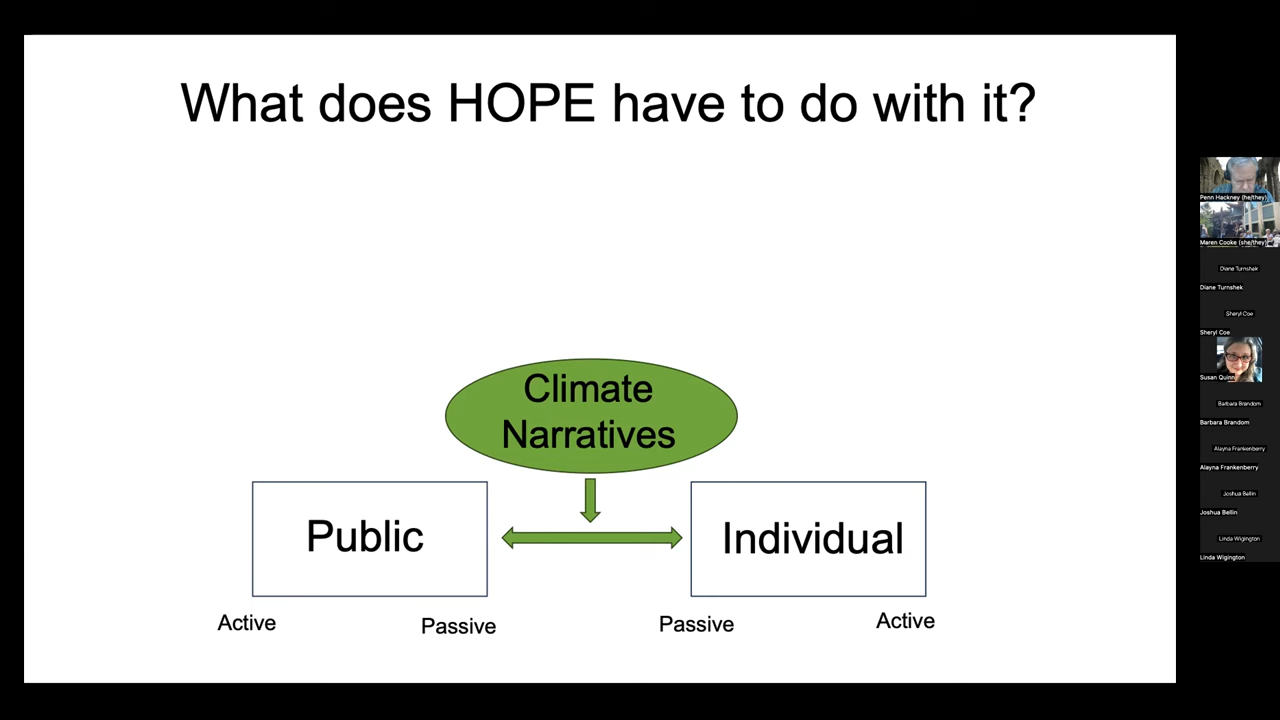 What does HOPE have to do with it?
Climate
Narratives
Public
Individual
Active
Passive
Passive
Active
Penn Hackney (he/they)
Maren Cooke (she/they)
Diane Turnshek
Diane Turnshek
Sheryl Coe
Sheryl Coe
Susan Quinn
Barbara Brandom
Barbara Brandom
Alayna Frankenberry
Alayna Frankenberry
Joshua Bellin
Joshua Bellin
Linda Wigington
Linda Wigington